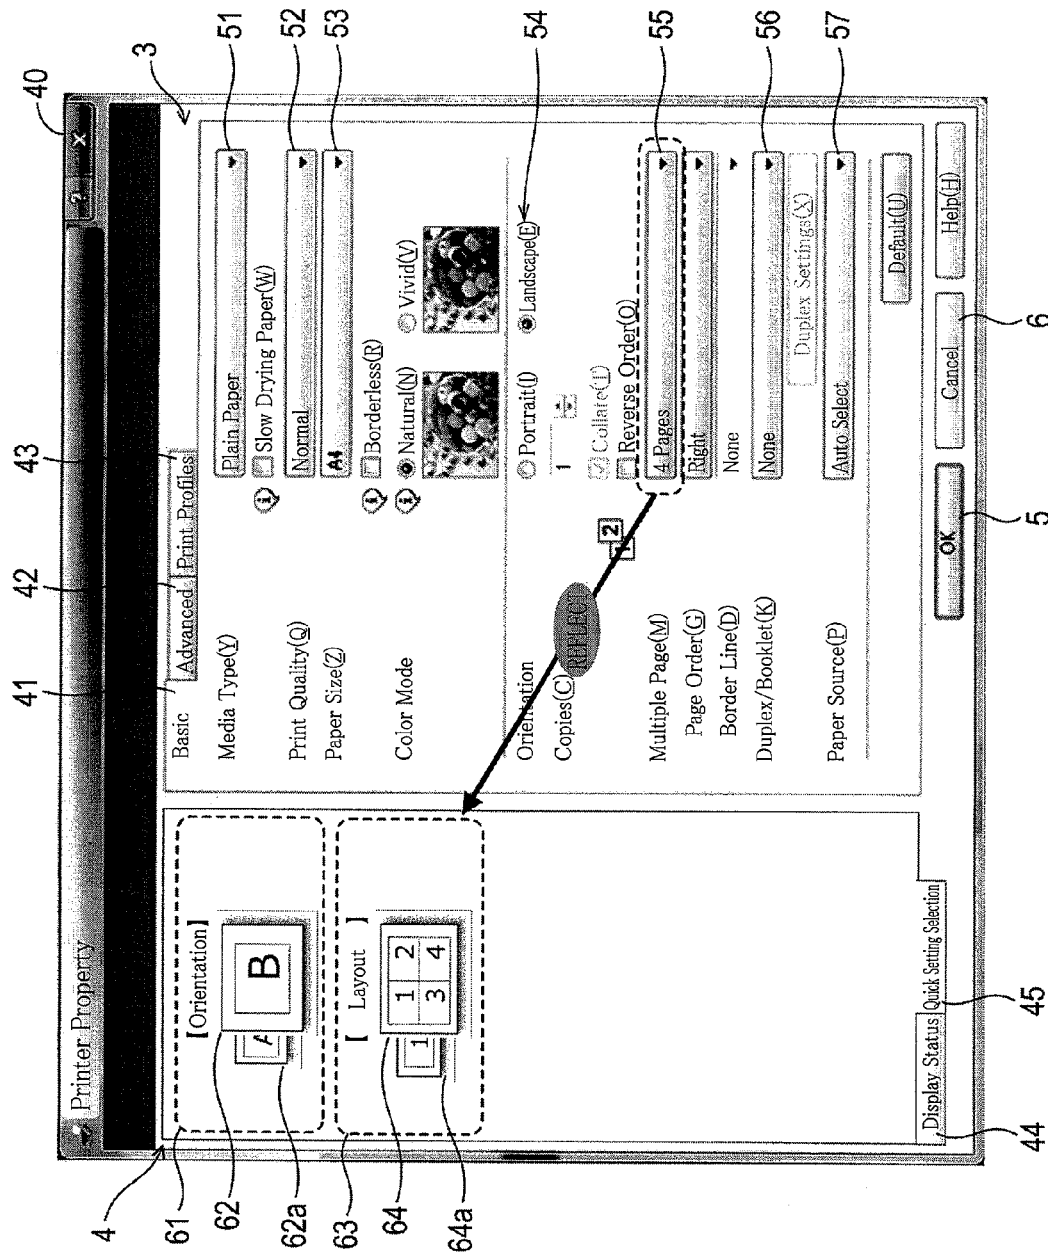 40
Printer Property
? X
3
4
41
42
43
Basic
Advanced
Print Profiles
61
【Orientation】
A
B
62
62a
63
【 Layout 】
1
1 2
3 4
64
64a
Media Type(Y)
Plain Paper
51
Slow Drying Paper(W)
Print Quality(Q)
Normal
52
Paper Size(Z)
A4
53
Borderless(R)
Color Mode
Natural(N)
Vivid(V)
Orientation
Portrait(I)
Landscape(E)
54
Copies(C)
1
REFLECT
1 2
Collate(T)
Reverse Order(O)
Multiple Page(M)
4 Pages
55
Page Order(G)
Right
Border Line(D)
None
Duplex/Booklet(K)
None
56
Duplex Settings(X)
Paper Source(P)
Auto Select
57
Default(U)
44
Display Status
Quick Setting Selection
45
OK
5
Cancel
6
Help(H)